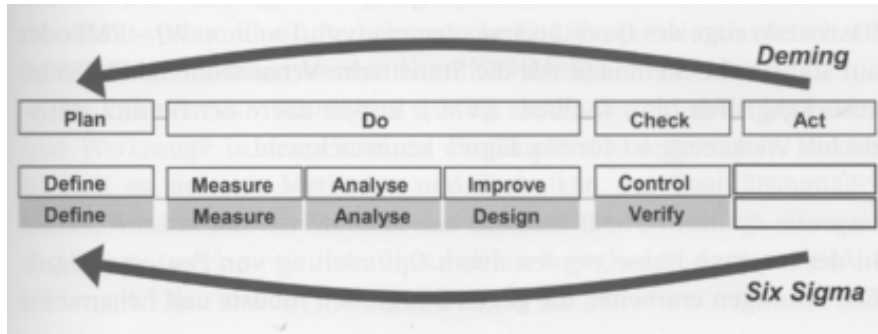 Deming
Plan Do Check Act
Define Measure Analyse Improve Control
Define Measure Analyse Design Verify
Six Sigma